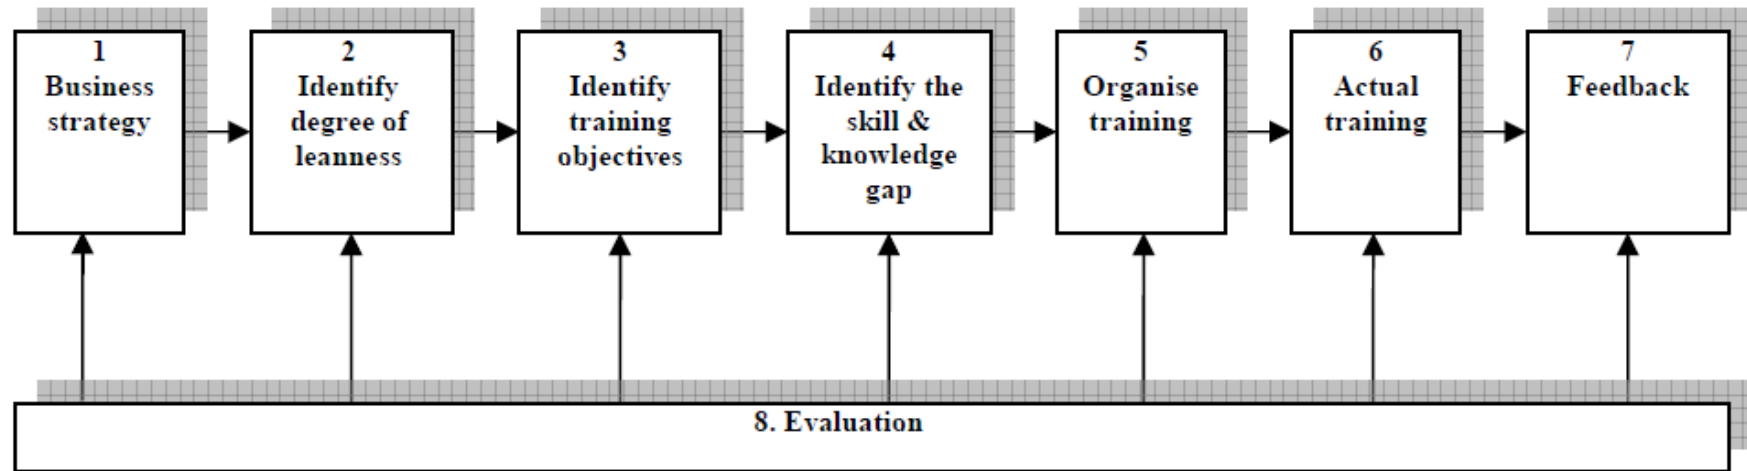 1
Business
strategy
2
Identify
degree of
leanness
3
Identify
training
objectives
4
Identify the
skill &
knowledge
gap
5
Organise
training
6
Actual
training
7
Feedback
8. Evaluation